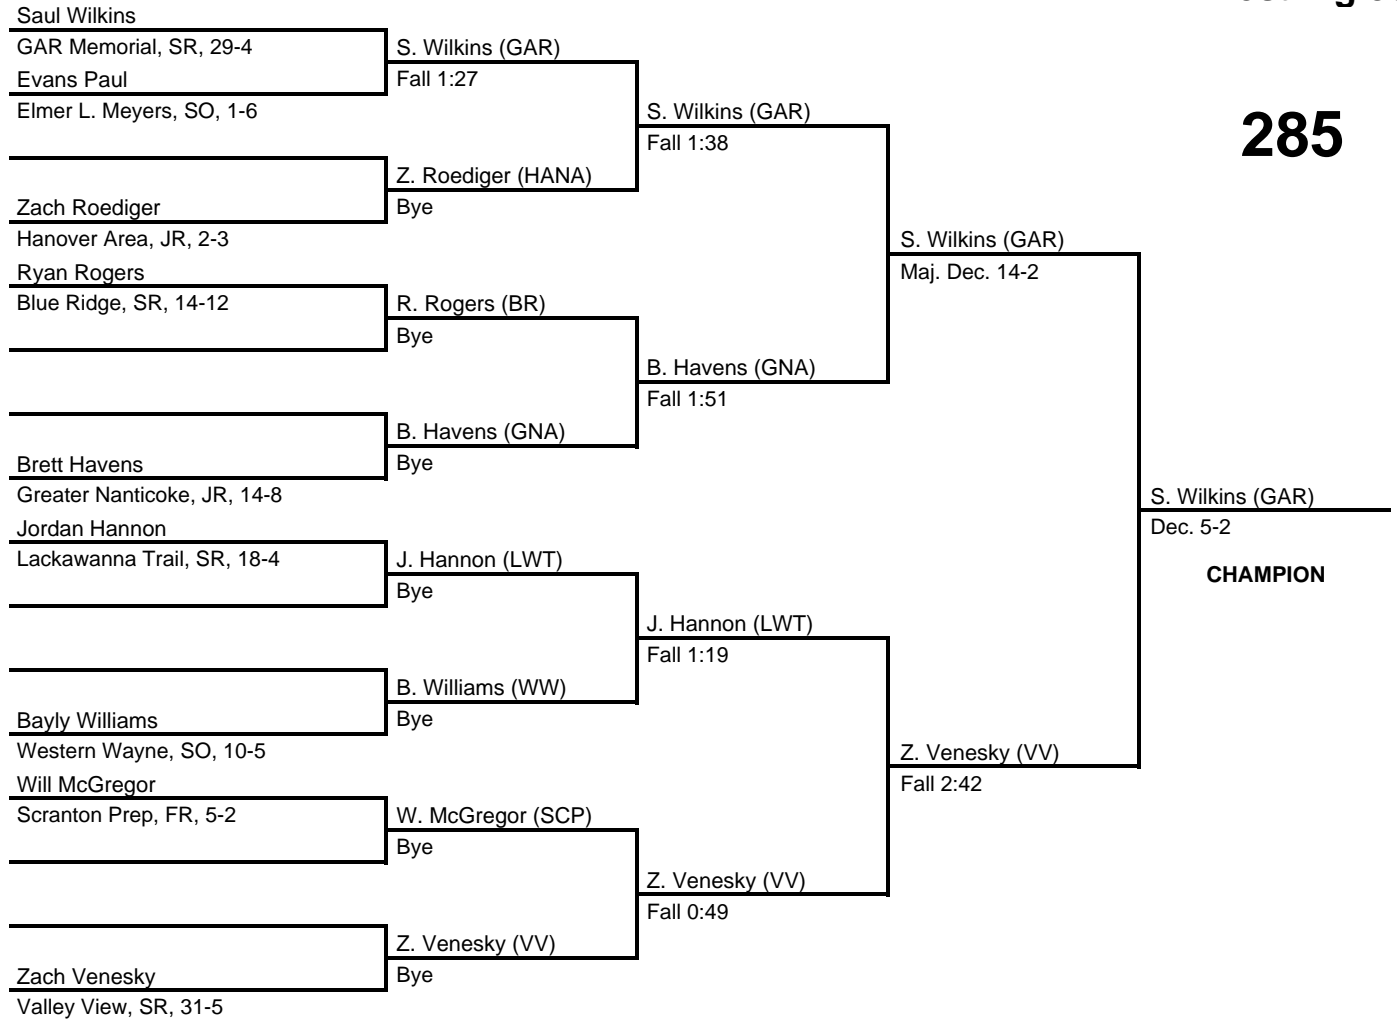 Saul Wilkins
GAR Memorial, SR, 29-4
Evans Paul
Elmer L. Meyers, SO, 1-6
Zach Roediger
Hanover Area, JR, 2-3
Ryan Rogers
Blue Ridge, SR, 14-12
Brett Havens
Greater Nanticoke, JR, 14-8
Jordan Hannon
Lackawanna Trail, SR, 18-4
Bayly Williams
Western Wayne, SO, 10-5
Will McGregor
Scranton Prep, FR, 5-2
Zach Venesky
Valley View, SR, 31-5
S. Wilkins (GAR)
Fall 1:27
Z. Roediger (HANA)
Bye
R. Rogers (BR)
Bye
B. Havens (GNA)
Bye
J. Hannon (LWT)
Bye
B. Williams (WW)
Bye
W. McGregor (SCP)
Bye
Z. Venesky (VV)
Bye
S. Wilkins (GAR)
Fall 1:38
B. Havens (GNA)
Fall 1:51
J. Hannon (LWT)
Fall 1:19
Z. Venesky (VV)
Fall 0:49
S. Wilkins (GAR)
Maj. Dec. 14-2
Z. Venesky (VV)
Fall 2:42
285
S. Wilkins (GAR)
Dec. 5-2
CHAMPION